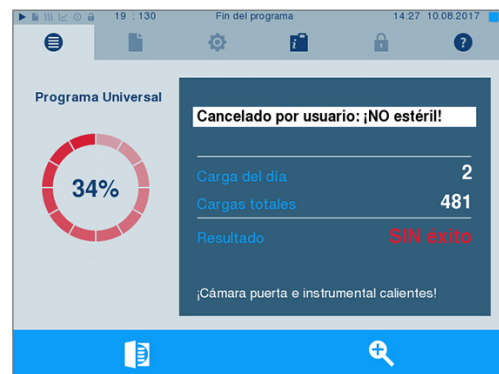 19 : 130 Fin del programa 14:27 10.08.2017
Programa Universal
34%
Cancelado por usuario: ¡NO estéril!
Carga del día 2
Cargas totales 481
Resultado SIN éxito
¡Cámara puerta e instrumental calientes!